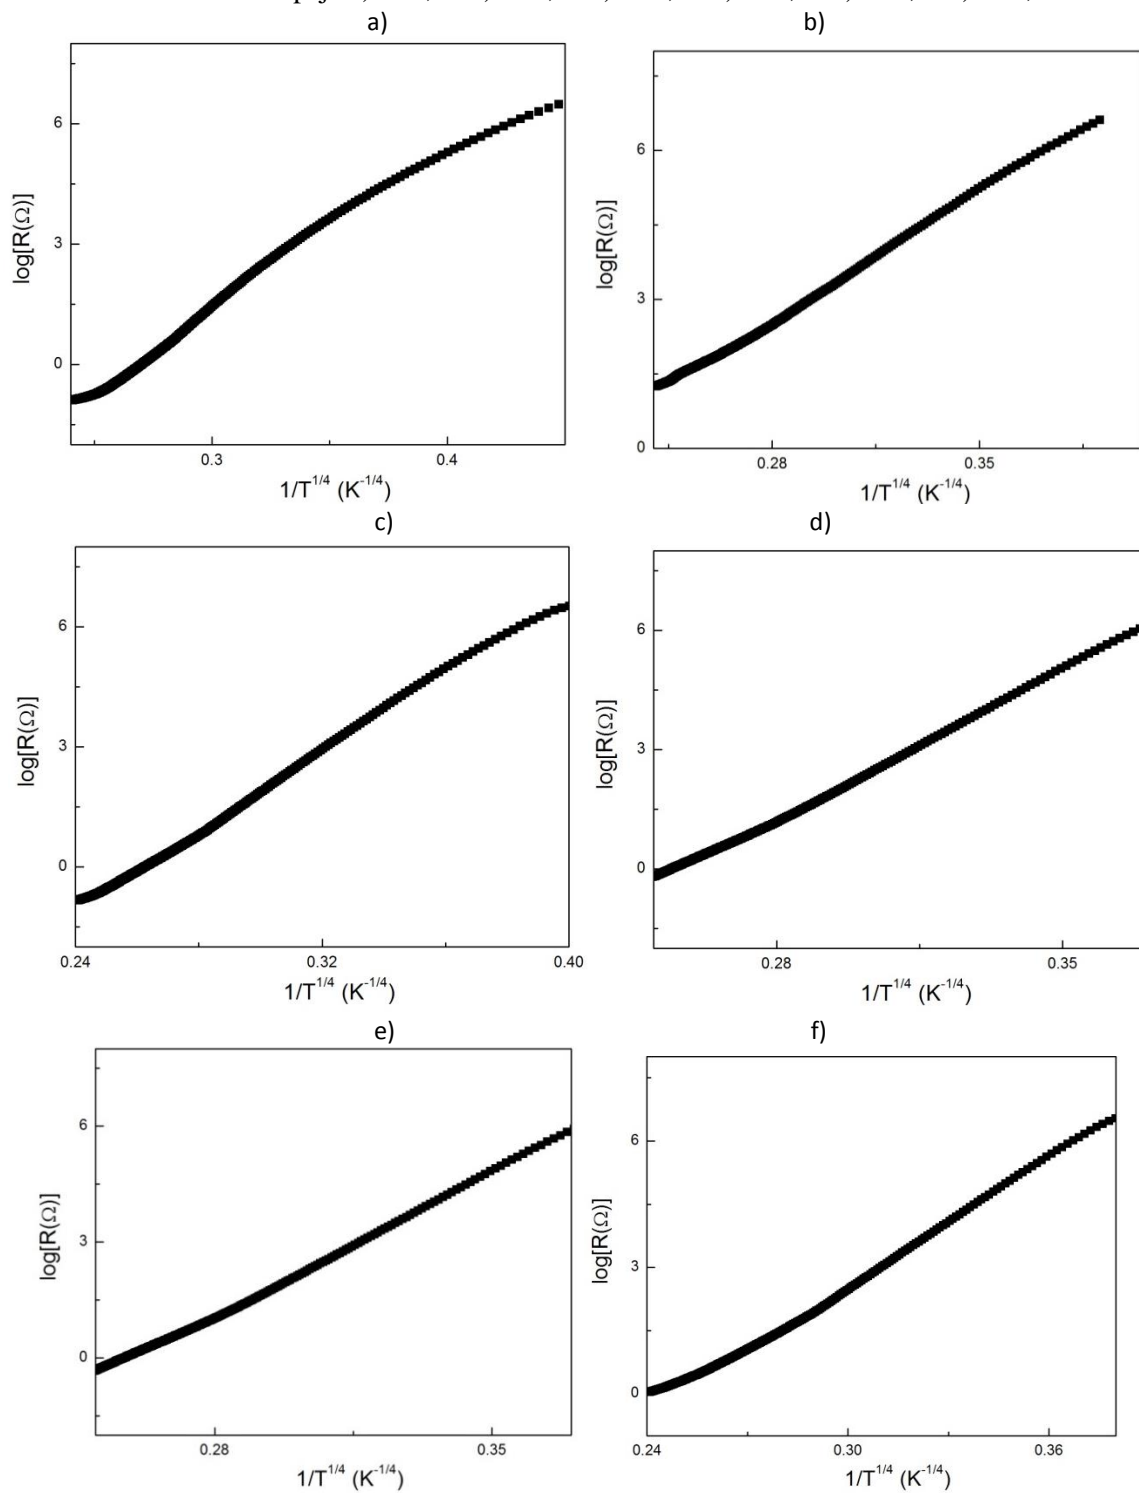 a)
b)
log[R(Ω)]
6
3
0
0.3
0.4
1/T^1/4 (K^-1/4)
log[R(Ω)]
6
3
0
0.28
0.35
1/T^1/4 (K^-1/4)
c)
d)
log[R(Ω)]
6
3
0
0.24
0.32
0.40
1/T^1/4 (K^-1/4)
log[R(Ω)]
6
3
0
0.28
0.35
1/T^1/4 (K^-1/4)
e)
f)
log[R(Ω)]
6
3
0
0.28
0.35
1/T^1/4 (K^-1/4)
log[R(Ω)]
6
3
0
0.24
0.30
0.36
1/T^1/4 (K^-1/4)